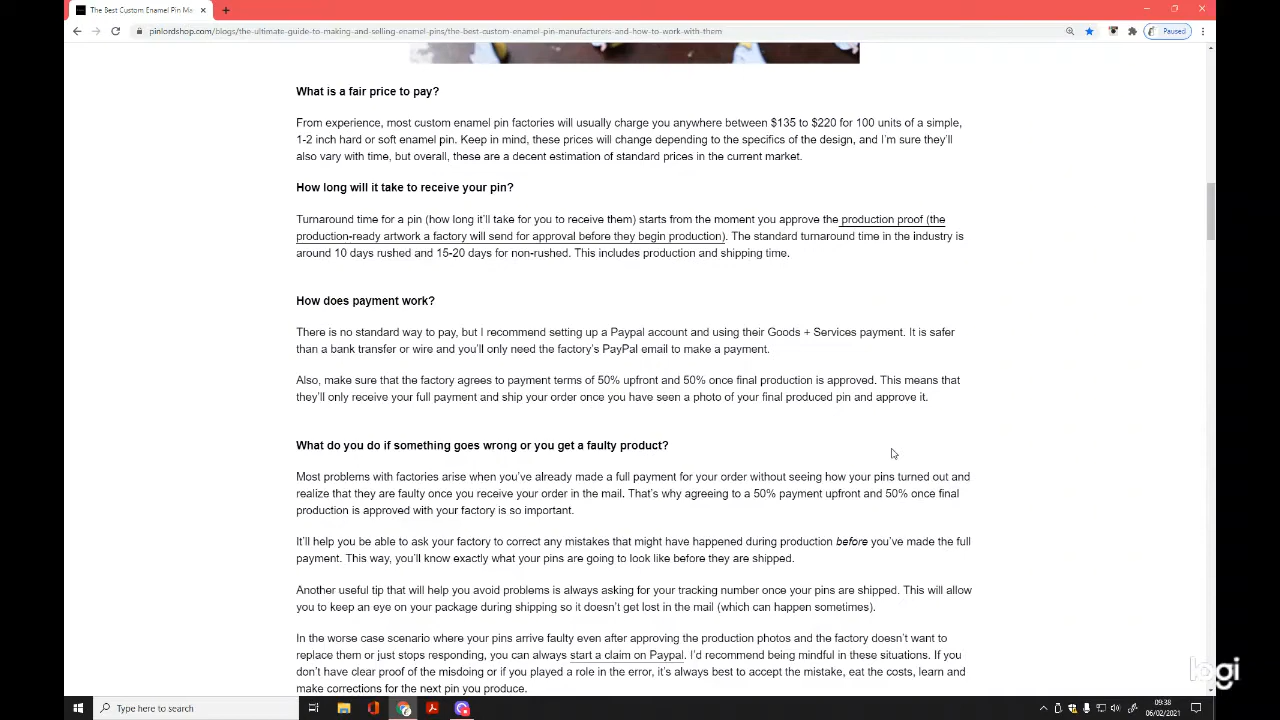 The Best Custom Enamel Pin Ma
pinlordshop.com/blogs/the-ultimate-guide-to-making-and-selling-enamel-pins/the-best-custom-enamel-pin-manufacturers-and-how-to-work-with-them
Paused
What is a fair price to pay?
From experience, most custom enamel pin factories will usually charge you anywhere between $135 to $220 for 100 units of a simple,
1-2 inch hard or soft enamel pin. Keep in mind, these prices will change depending to the specifics of the design, and I'm sure they'll
also vary with time, but overall, these are a decent estimation of standard prices in the current market.
How long will it take to receive your pin?
Turnaround time for a pin (how long it'll take for you to receive them) starts from the moment you approve the production proof (the
production-ready artwork a factory will send for approval before they begin production). The standard turnaround time in the industry is
around 10 days rushed and 15-20 days for non-rushed. This includes production and shipping time.
How does payment work?
There is no standard way to pay, but I recommend setting up a Paypal account and using their Goods + Services payment. It is safer
than a bank transfer or wire and you'll only need the factory's PayPal email to make a payment.
Also, make sure that the factory agrees to payment terms of 50% upfront and 50% once final production is approved. This means that
they'll only receive your full payment and ship your order once you have seen a photo of your final produced pin and approve it.
What do you do if something goes wrong or you get a faulty product?
Most problems with factories arise when you've already made a full payment for your order without seeing how your pins turned out and
realize that they are faulty once you receive your order in the mail. That's why agreeing to a 50% payment upfront and 50% once final
production is approved with your factory is so important.
It'll help you be able to ask your factory to correct any mistakes that might have happened during production before you've made the full
payment. This way, you'll know exactly what your pins are going to look like before they are shipped.
Another useful tip that will help you avoid problems is always asking for your tracking number once your pins are shipped. This will allow
you to keep an eye on your package during shipping so it doesn't get lost in the mail (which can happen sometimes).
In the worse case scenario where your pins arrive faulty even after approving the production photos and the factory doesn't want to
replace them or just stops responding, you can always start a claim on Paypal. I'd recommend being mindful in these situations. If you
don't have clear proof of the misdoing or if you played a role in the error, it's always best to accept the mistake, eat the costs, learn and
make corrections for the next pin you produce.
logi
Type here to search
09:38
06/02/2021